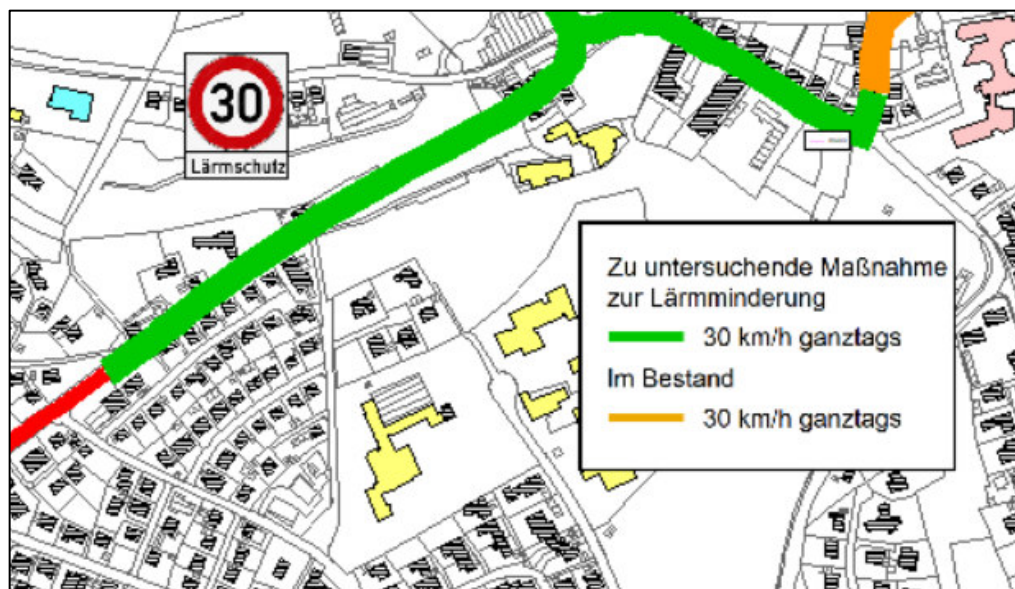 30
Lärmschutz
Zu untersuchende Maßnahme
zur Lärmminderung
30 km/h ganztags
Im Bestand
30 km/h ganztags